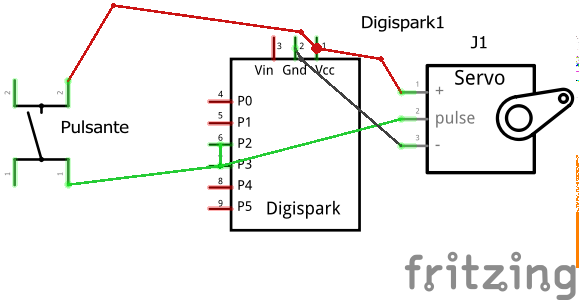 Digispark1
J1
3 2 1
Vin Gnd Vcc
Servo
1 +
2 pulse
3 -
2 2
Pulsante
1 1
4 P0
5 P1
6 P2
P3
8 P4
9 P5
Digispark
fritzing